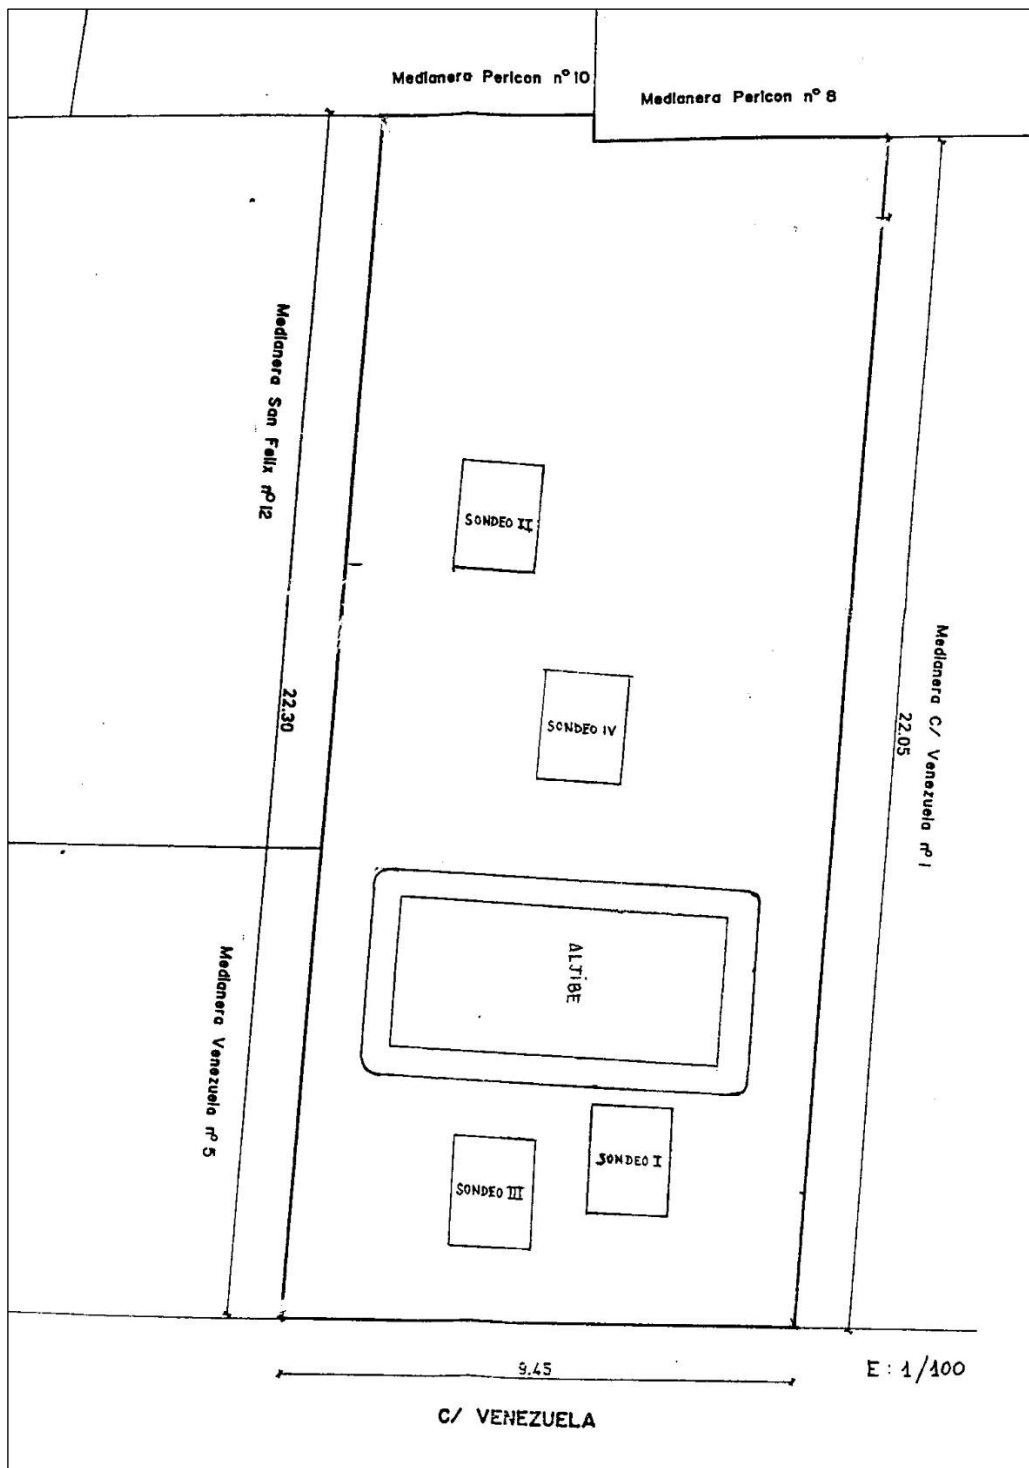 Medianera Pericon nº 10
Medianera Pericon nº 8
Medianera San Felix nº 12
SONDEO II
22.30
SONDEO IV
Medianera C/ Venezuela nº 1
22.05
ALJiBE
Medianera Venezuela nº 5
SONDEO I
SONDEO III
9.45
E: 1/100
C/ VENEZUELA